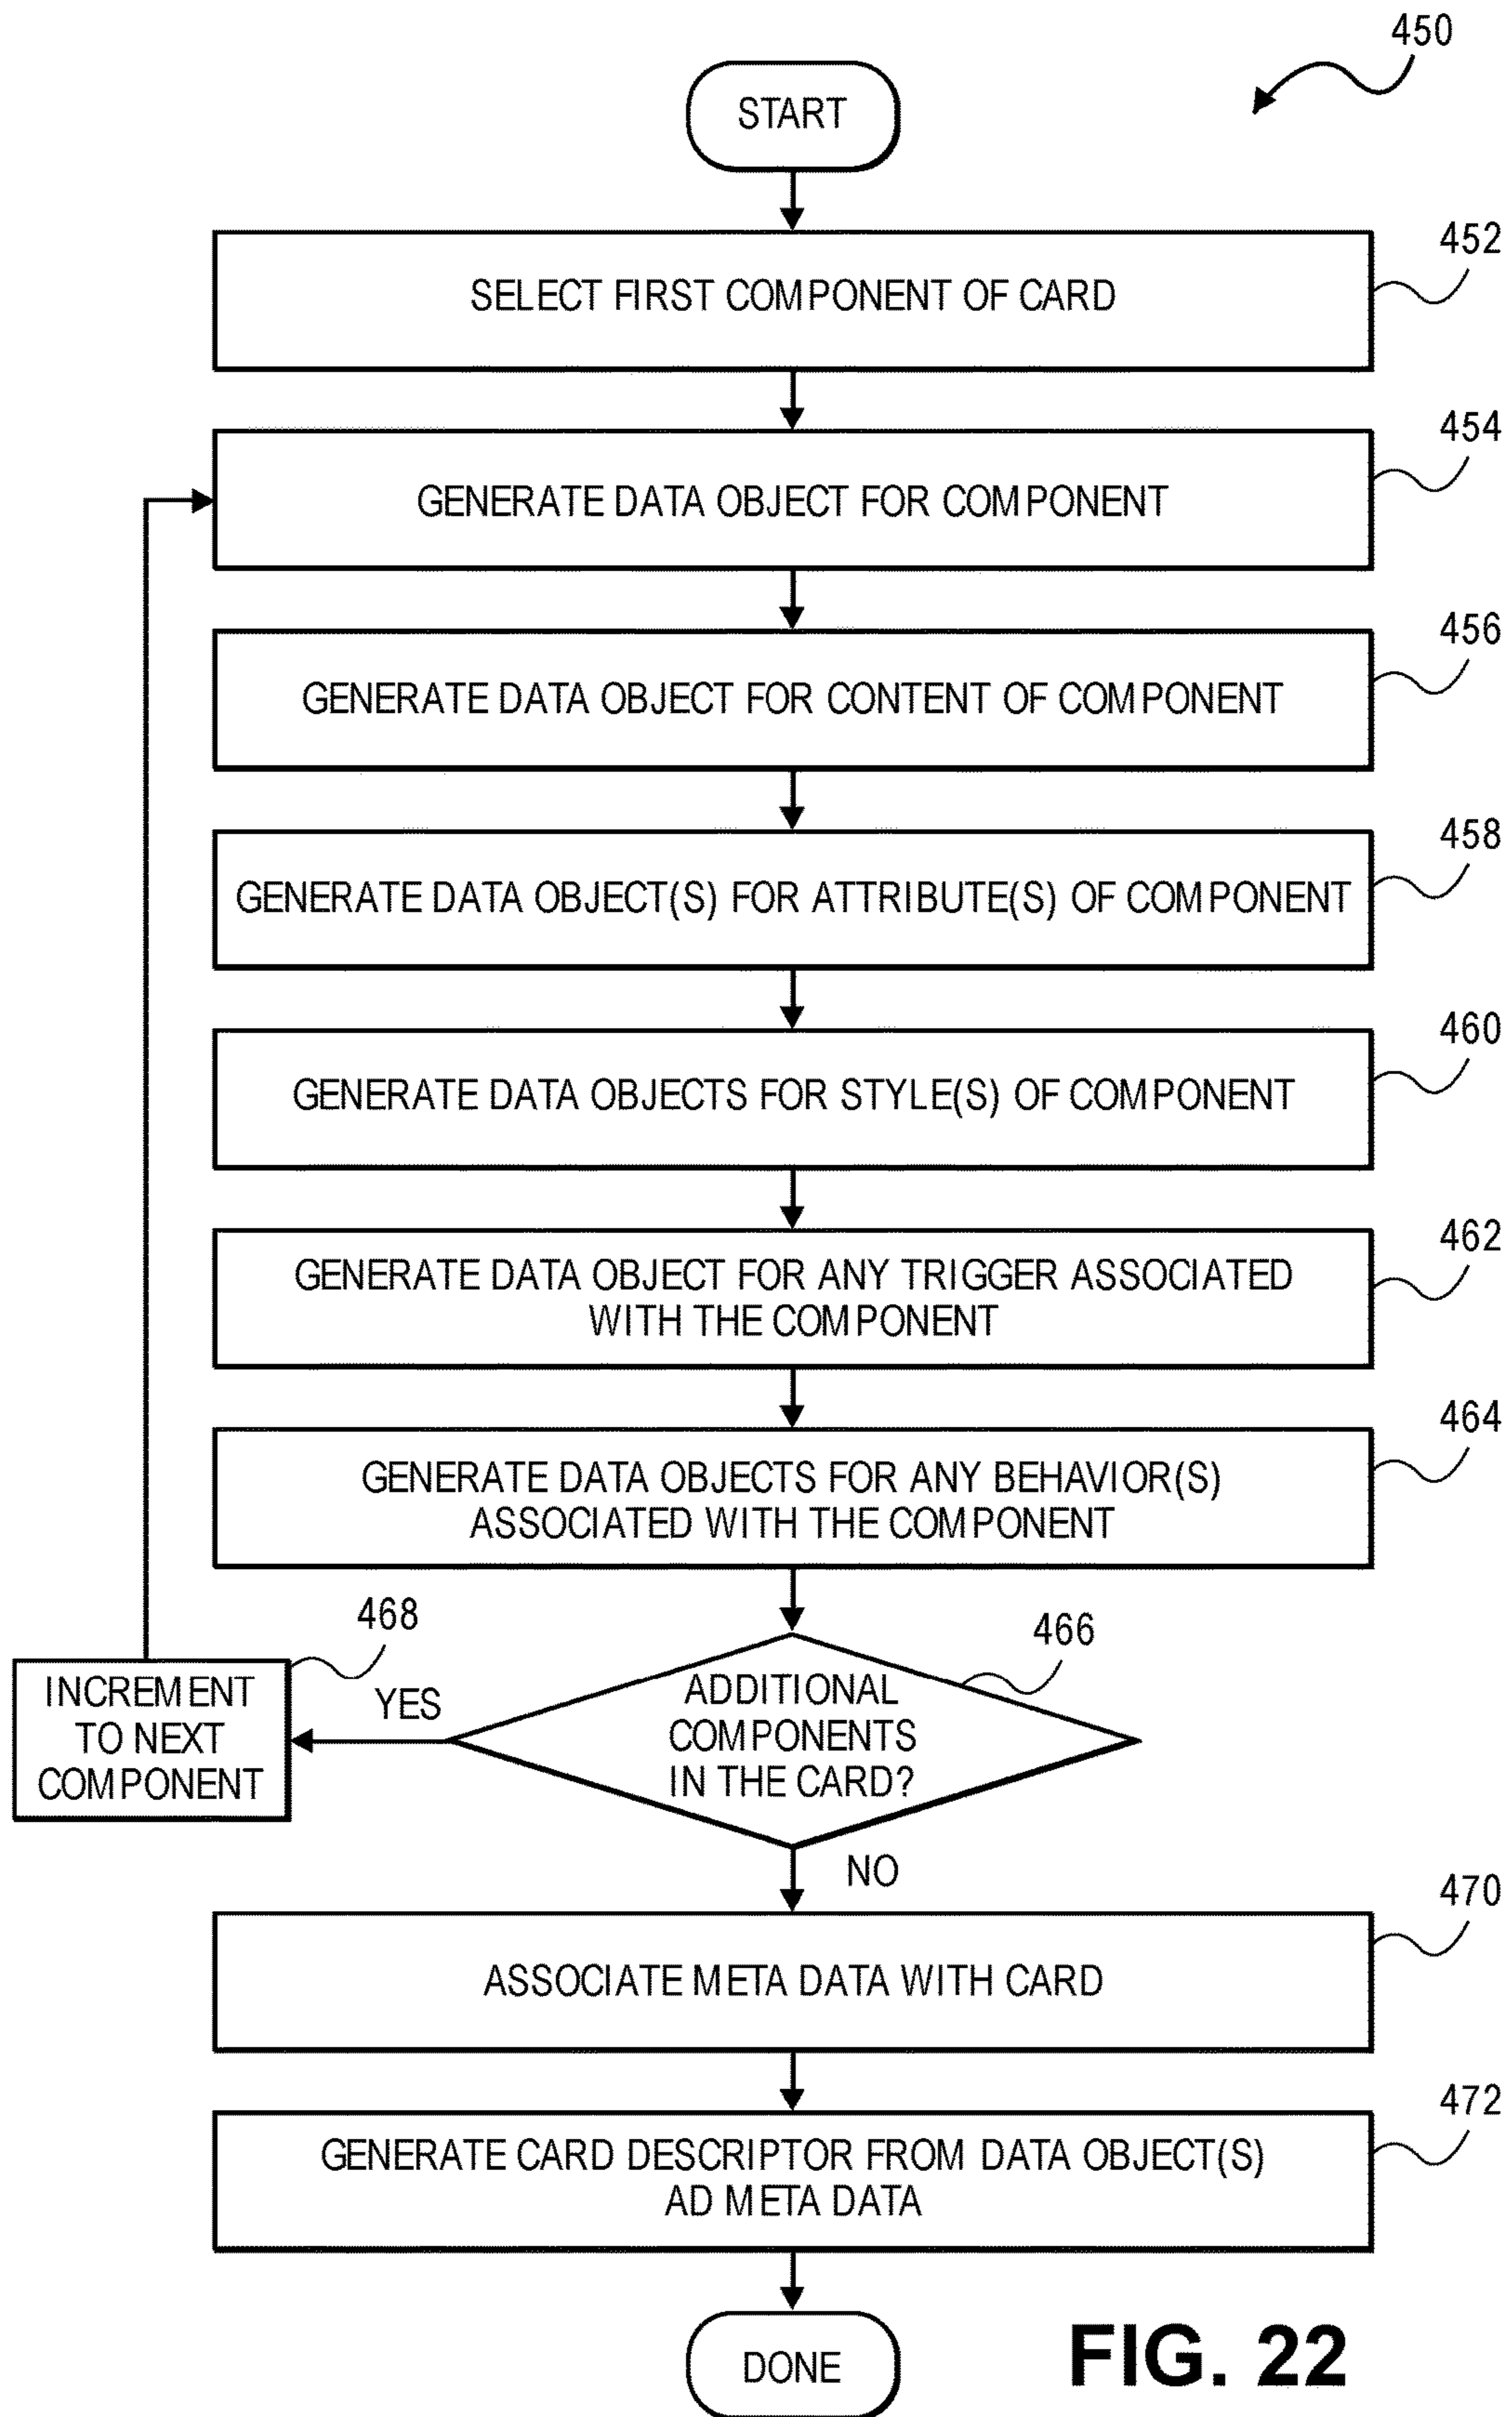 450
START
452
SELECT FIRST COMPONENT OF CARD
454
GENERATE DATA OBJECT FOR COMPONENT
456
GENERATE DATA OBJECT FOR CONTENT OF COMPONENT
458
GENERATE DATA OBJECT(S) FOR ATTRIBUTE(S) OF COMPONENT
460
GENERATE DATA OBJECTS FOR STYLE(S) OF COMPONENT
462
GENERATE DATA OBJECT FOR ANY TRIGGER ASSOCIATED
WITH THE COMPONENT
464
GENERATE DATA OBJECTS FOR ANY BEHAVIOR(S)
ASSOCIATED WITH THE COMPONENT
468
466
INCREMENT
TO NEXT
COMPONENT
YES
ADDITIONAL
COMPONENTS
IN THE CARD?
NO
470
ASSOCIATE META DATA WITH CARD
472
GENERATE CARD DESCRIPTOR FROM DATA OBJECT(S)
AD META DATA
DONE
FIG. 22